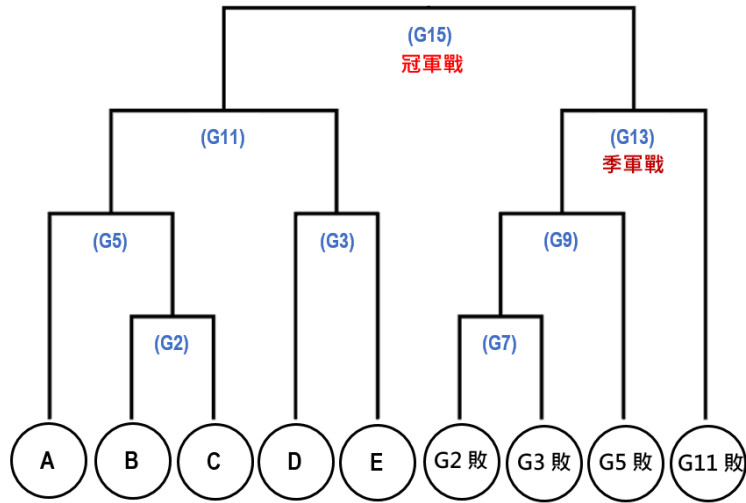 (G15)
冠軍戰
(G11)
(G13)
季軍戰
(G5)
(G3)
(G9)
(G2)
(G7)
A
B
C
D
E
G2 敗
G3 敗
G5 敗
G11 敗